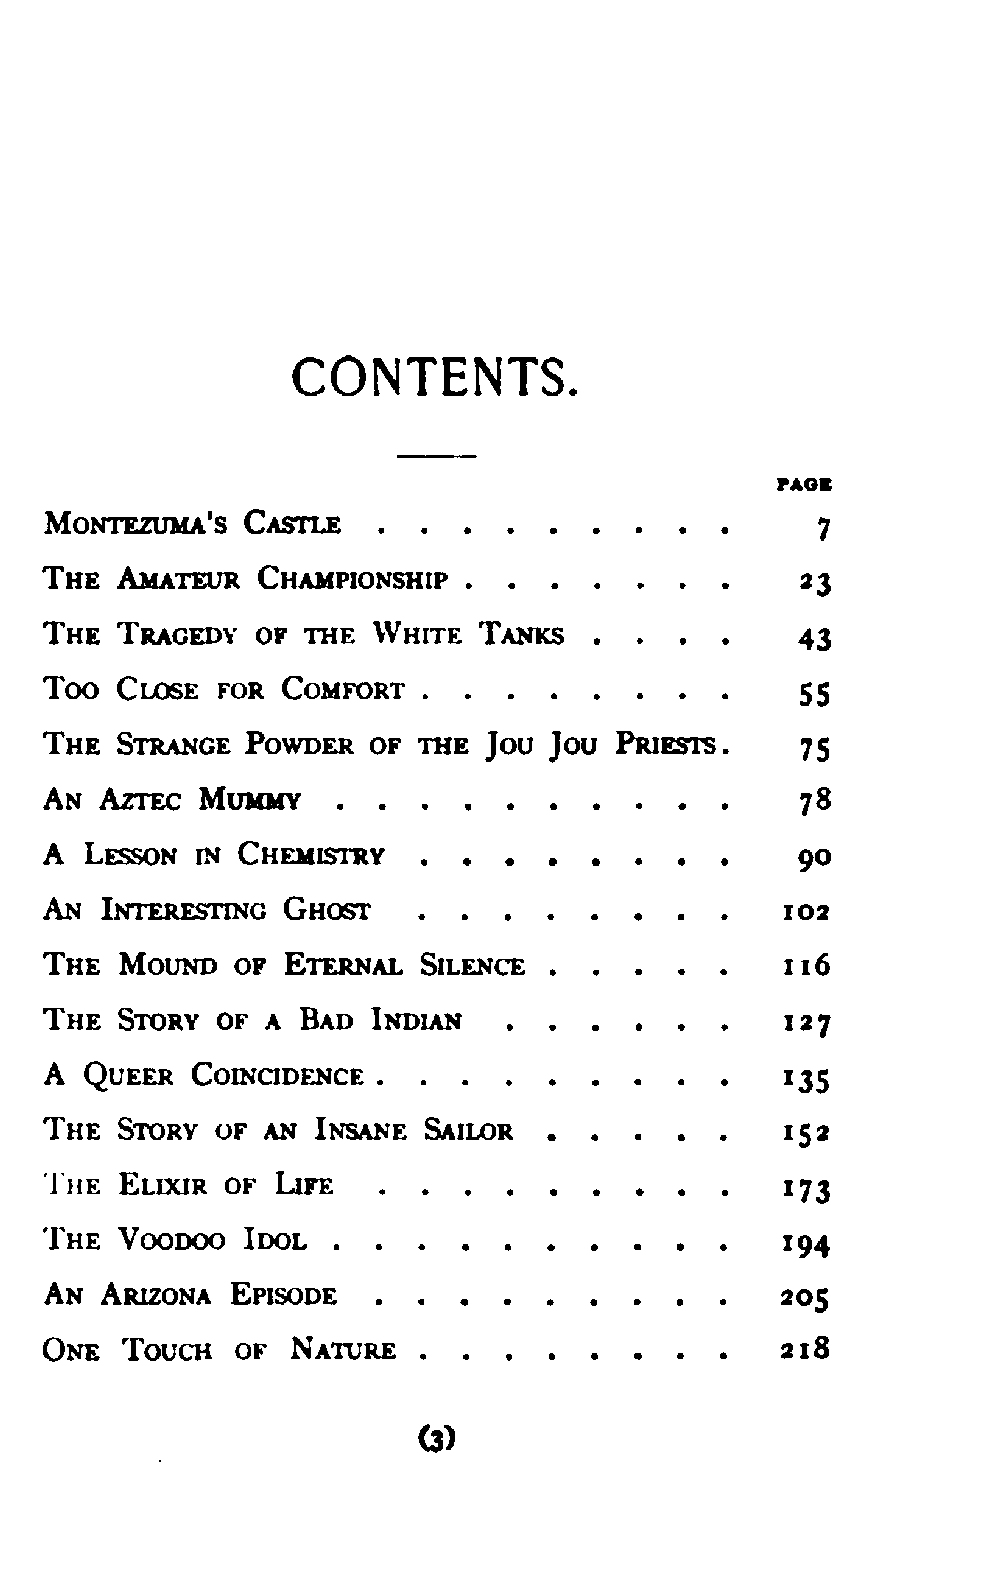 CONTENTS.
PAGE
MONTEZUMA'S CASTLE . . . . . . . . . 7
THE AMATEUR CHAMPIONSHIP . . . . . . . 23
THE TRAGEDY OF THE WHITE TANKS . . . . 43
TOO CLOSE FOR COMFORT . . . . . . . . 55
THE STRANGE POWDER OF THE JOU JOU PRIESTS . 75
AN AZTEC MUMMY . . . . . . . . . . 78
A LESSON IN CHEMISTRY . . . . . . . . 90
AN INTERESTING GHOST . . . . . . . . 102
THE MOUND OF ETERNAL SILENCE . . . . . 116
THE STORY OF A BAD INDIAN . . . . . . 127
A QUEER COINCIDENCE . . . . . . . . . 135
THE STORY OF AN INSANE SAILOR . . . . . 152
THE ELIXIR OF LIFE . . . . . . . . . 173
THE VOODOO IDOL . . . . . . . . . . 194
AN ARIZONA EPISODE . . . . . . . . . 205
ONE TOUCH OF NATURE . . . . . . . . 218
(3)